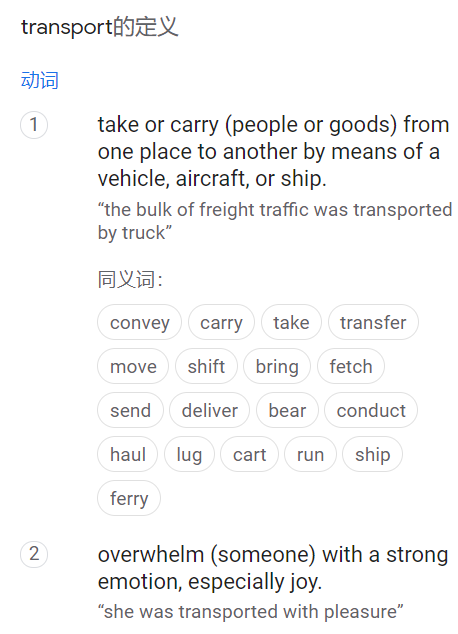 transport的定义
动词
1
take or carry (people or goods) from
one place to another by means of a
vehicle, aircraft, or ship.
“the bulk of freight traffic was transported
by truck”
同义词：
convey carry take transfer
move shift bring fetch
send deliver bear conduct
haul lug cart run ship
ferry
2
overwhelm (someone) with a strong
emotion, especially joy.
“she was transported with pleasure”